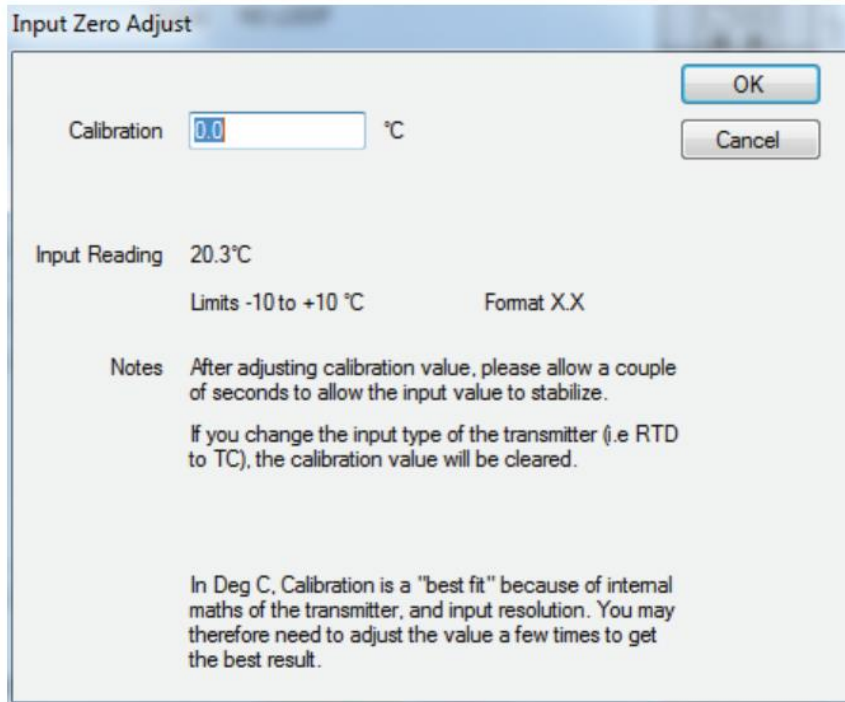 Input Zero Adjust
OK
Calibration 0.0 °C
Cancel
Input Reading 20.3°C
Limits -10 to +10 °C Format X.X
Notes After adjusting calibration value, please allow a couple
of seconds to allow the input value to stabilize.
If you change the input type of the transmitter (i.e RTD
to TC), the calibration value will be cleared.
In Deg C, Calibration is a "best fit" because of internal
maths of the transmitter, and input resolution. You may
therefore need to adjust the value a few times to get
the best result.